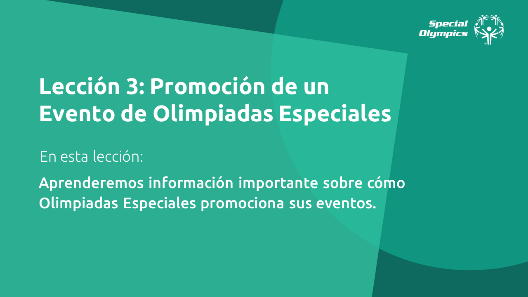 Special
Olympics
Lección 3: Promoción de un
Evento de Olimpiadas Especiales
En esta lección:
Aprenderemos información importante sobre cómo
Olimpiadas Especiales promociona sus eventos.